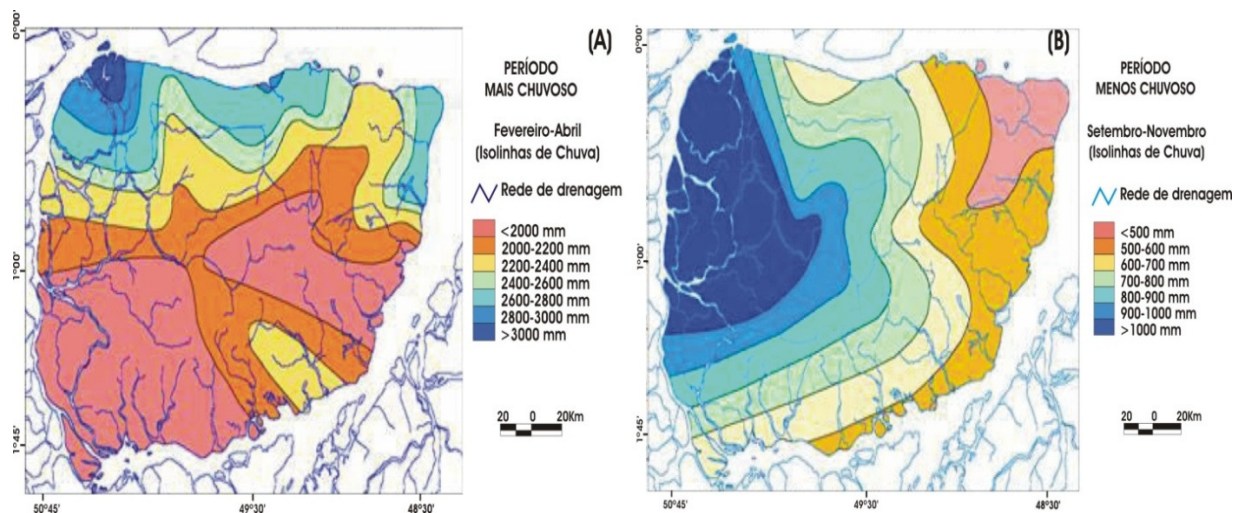 (A)
0°00'
1°00'
1°45'
50°45'
49°30'
48°30'
PERÍODO
MAIS CHUVOSO
Fevereiro-Abril
(Isolinhas de Chuva)
Rede de drenagem
<2000 mm
2000-2200 mm
2200-2400 mm
2400-2600 mm
2600-2800 mm
2800-3000 mm
>3000 mm
20 0 20Km
(B)
0°00'
1°00'
1°45'
50°45'
49°30'
48°30'
PERÍODO
MENOS CHUVOSO
Setembro-Novembro
(Isolinhas de Chuva)
Rede de drenagem
<500 mm
500-600 mm
600-700 mm
700-800 mm
800-900 mm
900-1000 mm
>1000 mm
20 0 20Km